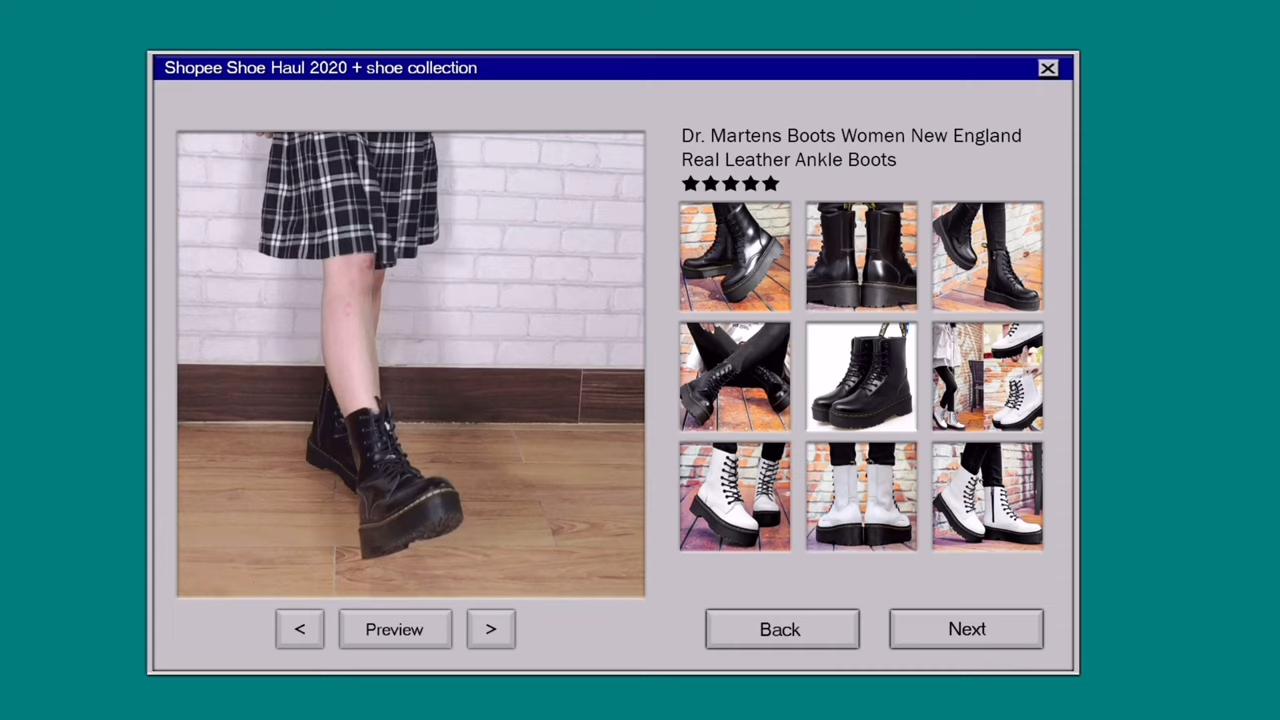 Shopee Shoe Haul 2020 + shoe collection
Dr. Martens Boots Women New England
Real Leather Ankle Boots
<
Preview
>
Back
Next